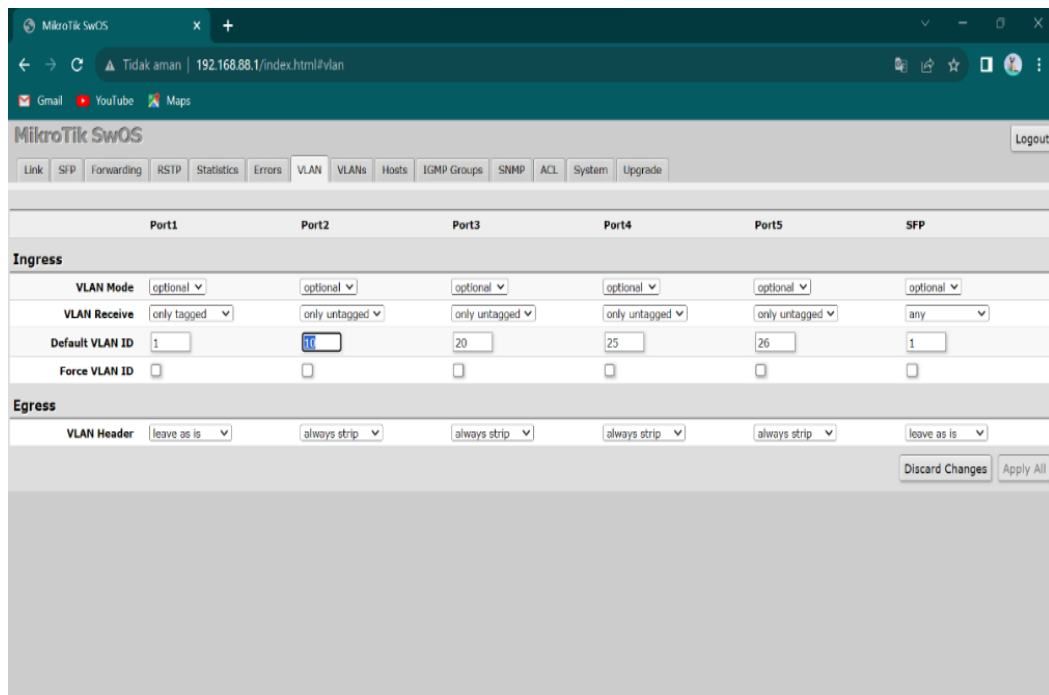 MikroTik SwOS
Tidak aman | 192.168.88.1/index.html#vlan
Gmail YouTube Maps
MikroTik SwOS
Logout
Link SFP Forwarding RSTP Statistics Errors VLAN VLANs Hosts IGMP Groups SNMP ACL System Upgrade
Port1 Port2 Port3 Port4 Port5 SFP
Ingress
VLAN Mode optional optional optional optional optional optional
VLAN Receive only tagged only untagged only untagged only untagged only untagged any
Default VLAN ID 1 10 20 25 26 1
Force VLAN ID
Egress
VLAN Header leave as is always strip always strip always strip always strip leave as is
Discard Changes Apply All